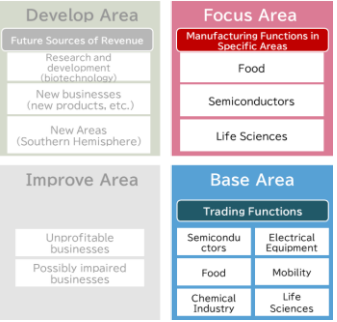 Develop Area
Future Sources of Revenue
Research and
development
(biotechnology)
New businesses
(new products, etc.)
New Areas
(Southern Hemisphere)
Focus Area
Manufacturing Functions in
Specific Areas
Food
Semiconductors
Life Sciences
Improve Area
Unprofitable
businesses
Possibly impaired
businesses
Base Area
Trading Functions
Semicondu
ctors
Electrical
Equipment
Food
Mobility
Chemical
Industry
Life
Sciences